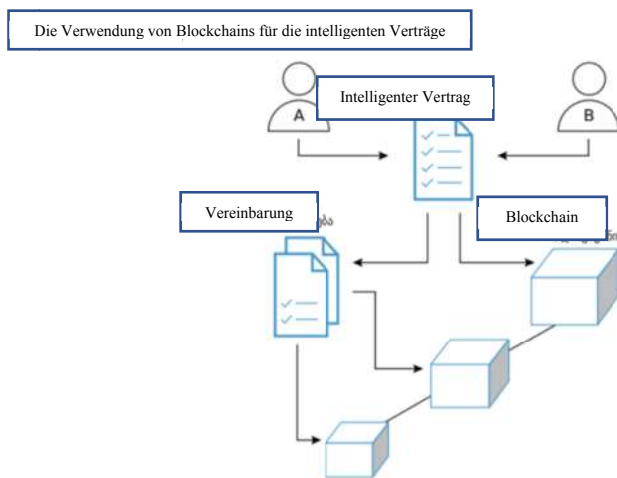 Die Verwendung von Blockchains für die intelligenten Verträge
Intelligenter Vertrag
A
B
Vereinbarung
Blockchain